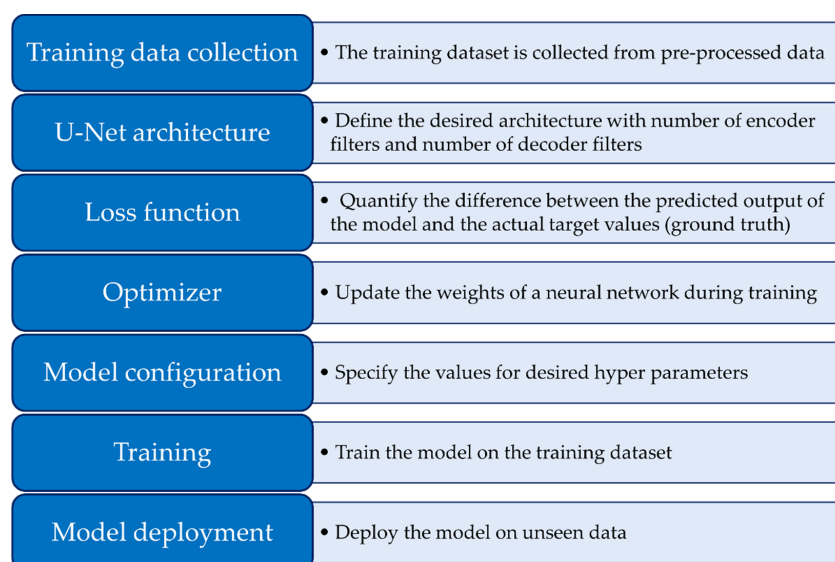 Training data collection
• The training dataset is collected from pre-processed data
U-Net architecture
• Define the desired architecture with number of encoder
filters and number of decoder filters
Loss function
• Quantify the difference between the predicted output of
the model and the actual target values (ground truth)
Optimizer
• Update the weights of a neural network during training
Model configuration
• Specify the values for desired hyper parameters
Training
• Train the model on the training dataset
Model deployment
• Deploy the model on unseen data